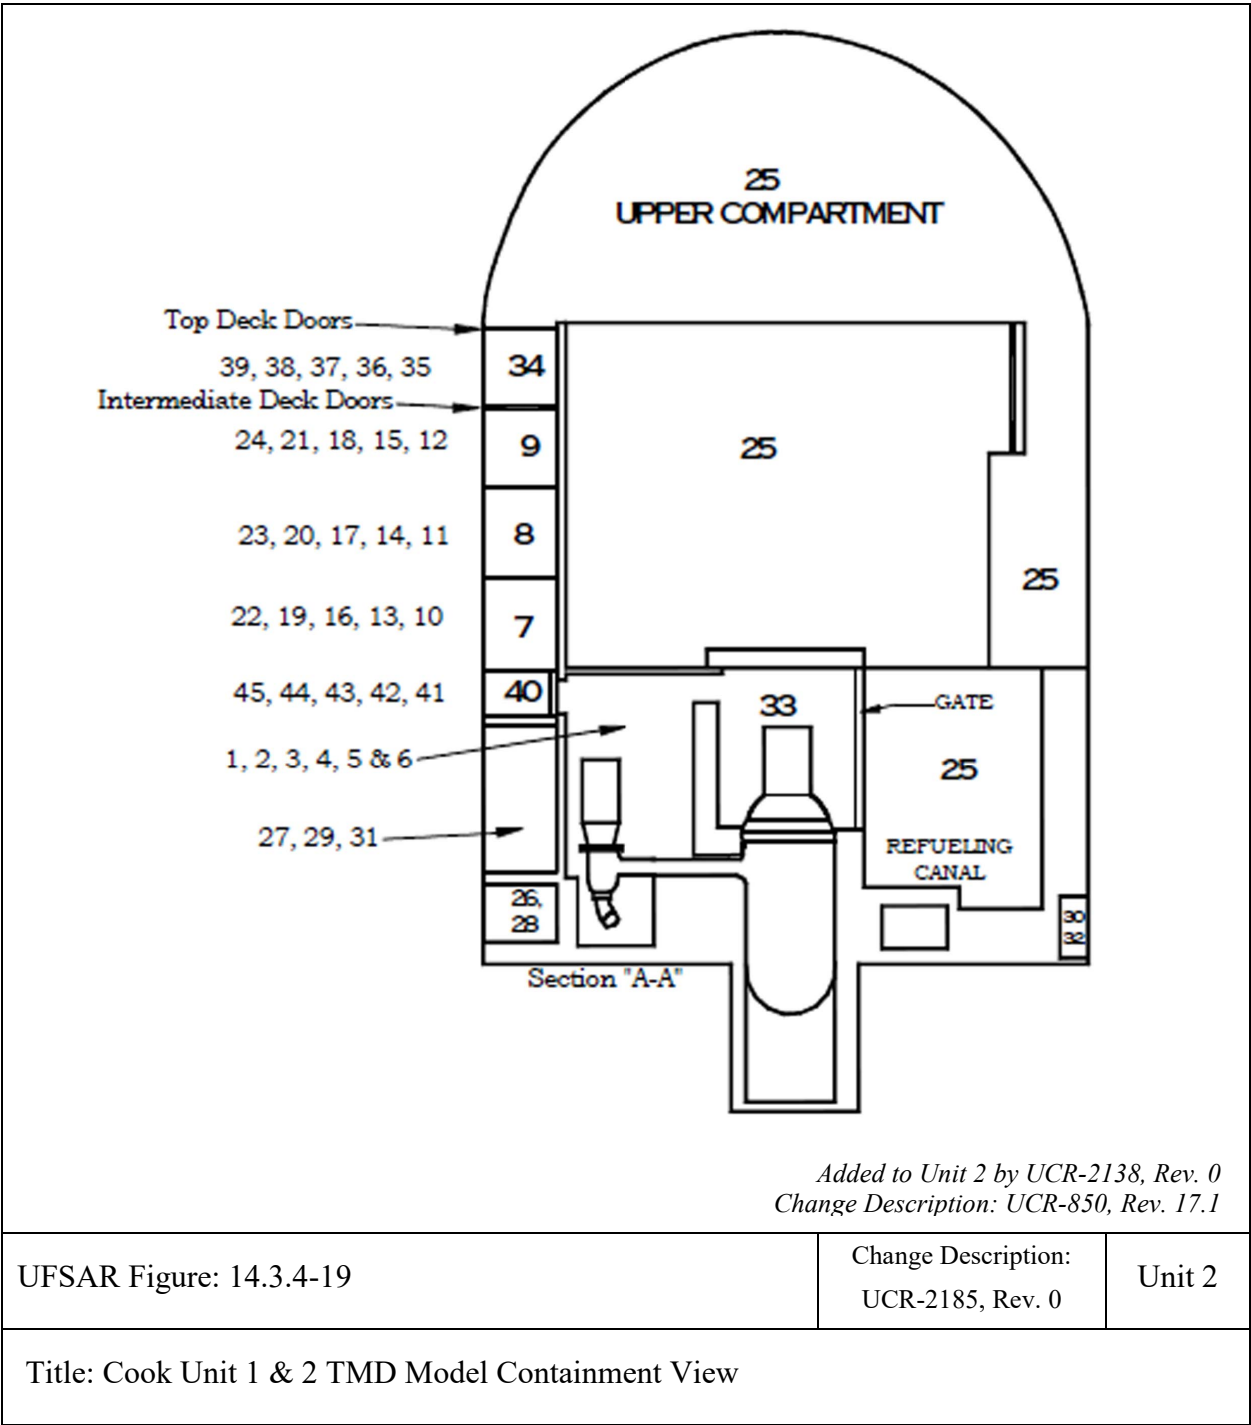 25
UPPER COMPARTMENT
Top Deck Doors
39, 38, 37, 36, 35
34
Intermediate Deck Doors
24, 21, 18, 15, 12
9
25
23, 20, 17, 14, 11
8
25
22, 19, 16, 13, 10
7
45, 44, 43, 42, 41
40
33
GATE
1, 2, 3, 4, 5 & 6
25
27, 29, 31
REFUELING
CANAL
26,
28
30
32
Section "A-A"
Added to Unit 2 by UCR-2138, Rev. 0
Change Description: UCR-850, Rev. 17.1
UFSAR Figure: 14.3.4-19
Change Description:
UCR-2185, Rev. 0
Unit 2
Title: Cook Unit 1 & 2 TMD Model Containment View